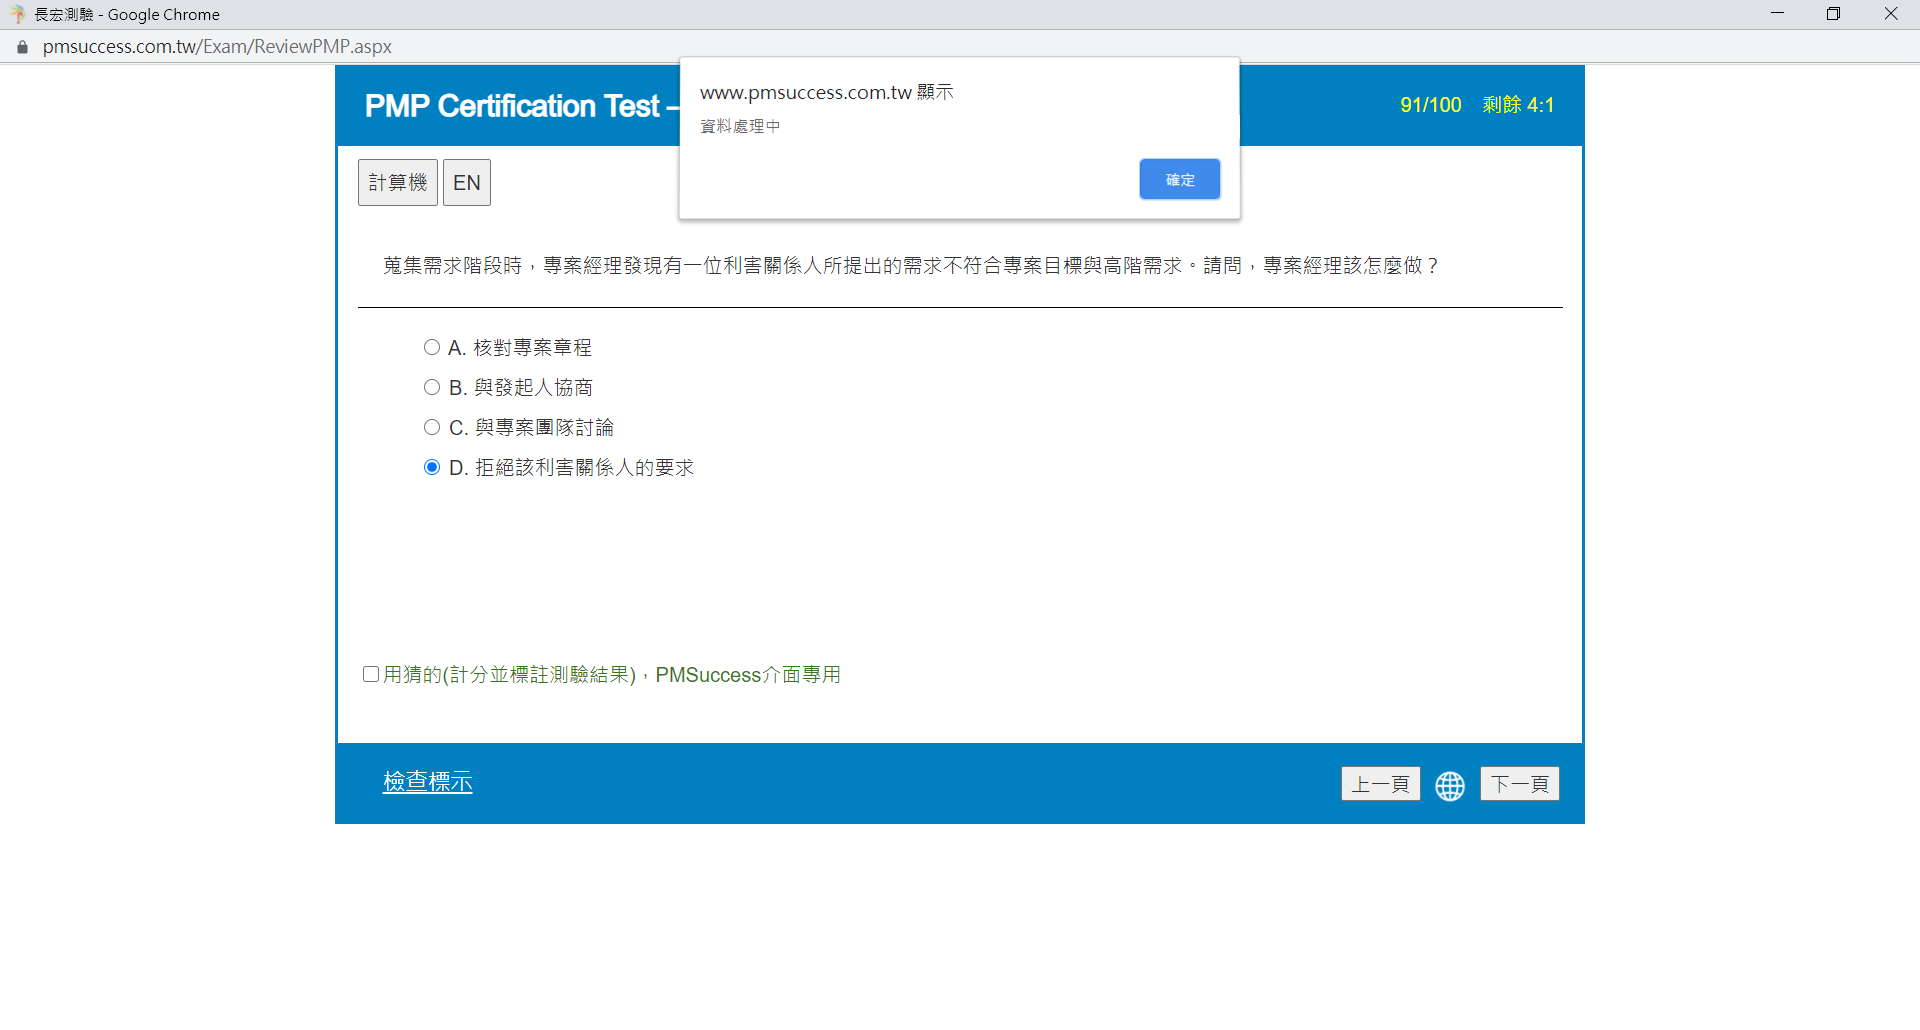 長宏測驗 - Google Chrome
pmsuccess.com.tw/Exam/ReviewPMP.aspx
www.pmsuccess.com.tw 顯示
資料處理中
確定
PMP Certification Test –
91/100 剩餘 4:1
計算機 EN
蒐集需求階段時，專案經理發現有一位利害關係人所提出的需求不符合專案目標與高階需求。請問，專案經理該怎麼做？
A. 核對專案章程
B. 與發起人協商
C. 與專案團隊討論
D. 拒絕該利害關係人的要求
用猜的(計分並標註測驗結果)，PMSuccess介面專用
檢查標示 上一頁 下一頁